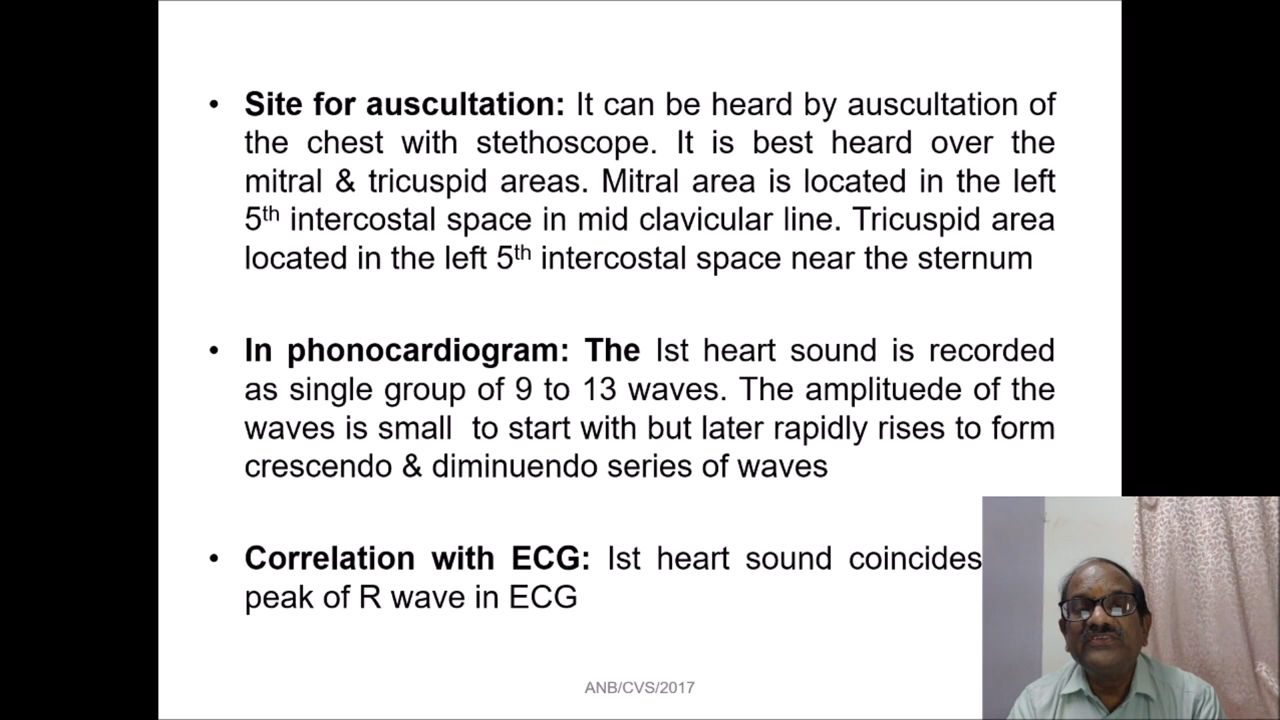 • Site for auscultation: It can be heard by auscultation of
the chest with stethoscope. It is best heard over the
mitral & tricuspid areas. Mitral area is located in the left
5th intercostal space in mid clavicular line. Tricuspid area
located in the left 5th intercostal space near the sternum
• In phonocardiogram: The Ist heart sound is recorded
as single group of 9 to 13 waves. The amplituede of the
waves is small to start with but later rapidly rises to form
crescendo & diminuendo series of waves
• Correlation with ECG: Ist heart sound coincides
peak of R wave in ECG
ANB/CVS/2017